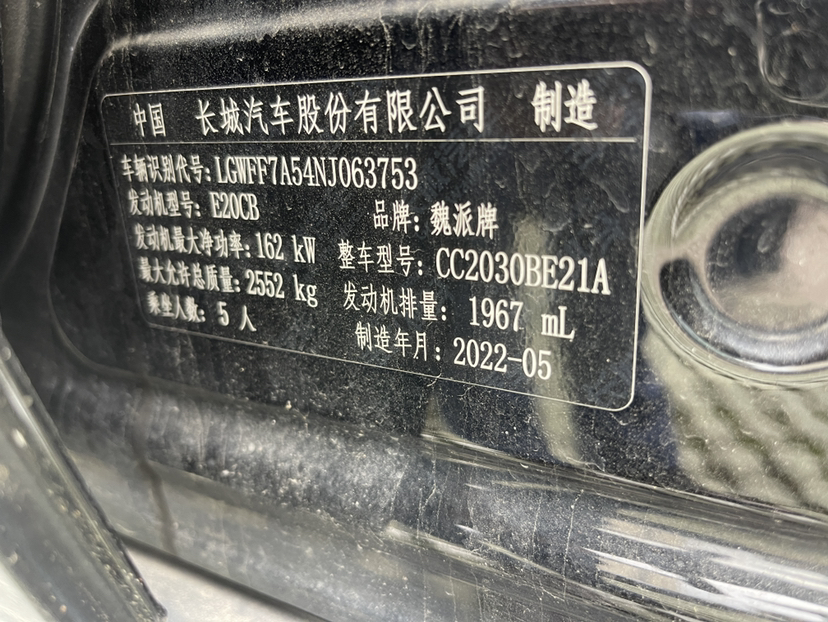 中国 长城汽车股份有限公司 制造
车辆识别代号: LGWFF7A54NJ063753
发动机型号: E20CB 品牌: 魏派牌
发动机最大净功率: 162 kW 整车型号: CC2030BE21A
最大允许总质量: 2552 kg 发动机排量: 1967 mL
乘坐人数: 5 人 制造年月: 2022-05